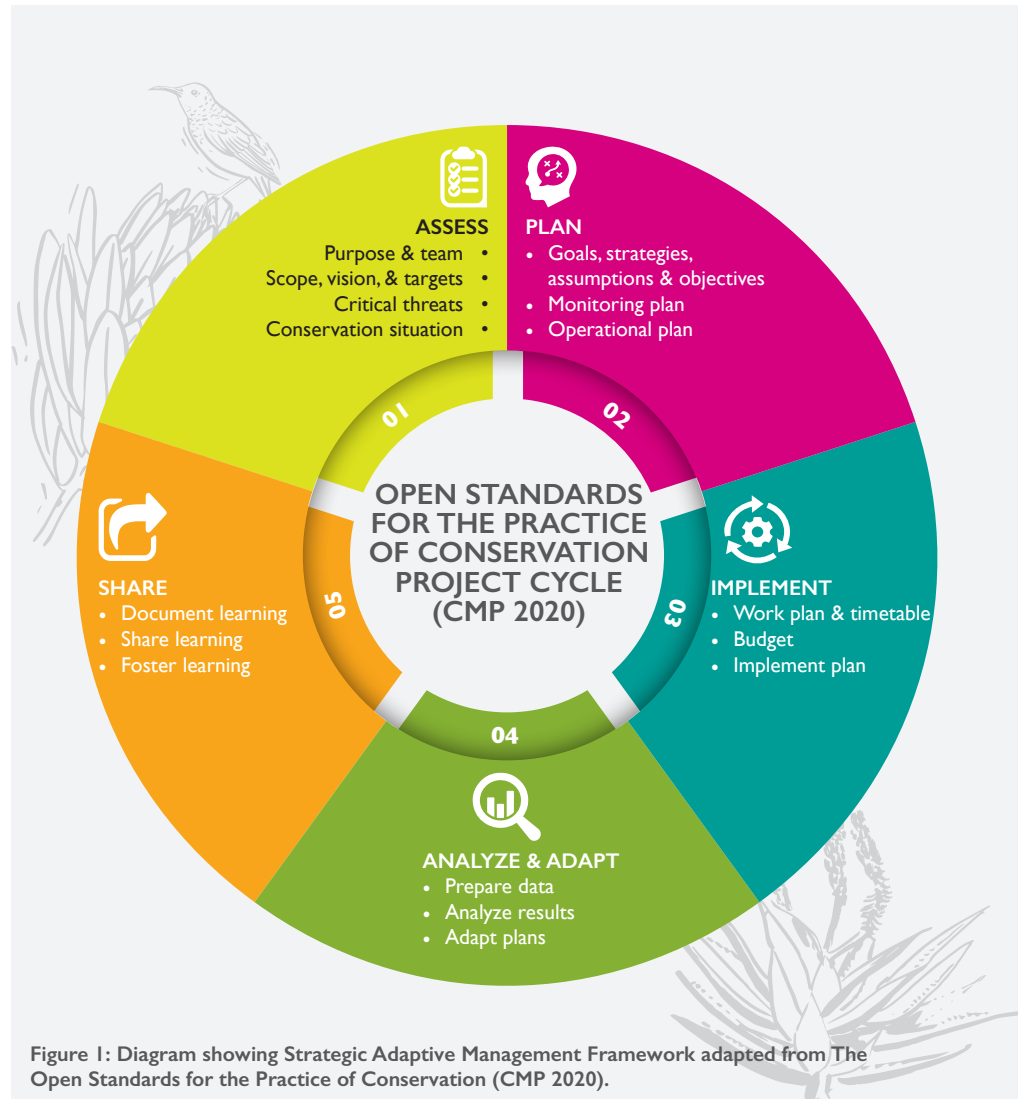 ASSESS
Purpose & team •
Scope, vision, & targets •
Critical threats •
Conservation situation •
01
PLAN
• Goals, strategies,
assumptions & objectives
• Monitoring plan
• Operational plan
02
IMPLEMENT
• Work plan & timetable
• Budget
• Implement plan
03
ANALYZE & ADAPT
• Prepare data
• Analyze results
• Adapt plans
04
SHARE
• Document learning
• Share learning
• Foster learning
05
OPEN STANDARDS
FOR THE PRACTICE
OF CONSERVATION
PROJECT CYCLE
(CMP 2020)
Figure 1: Diagram showing Strategic Adaptive Management Framework adapted from The
Open Standards for the Practice of Conservation (CMP 2020).